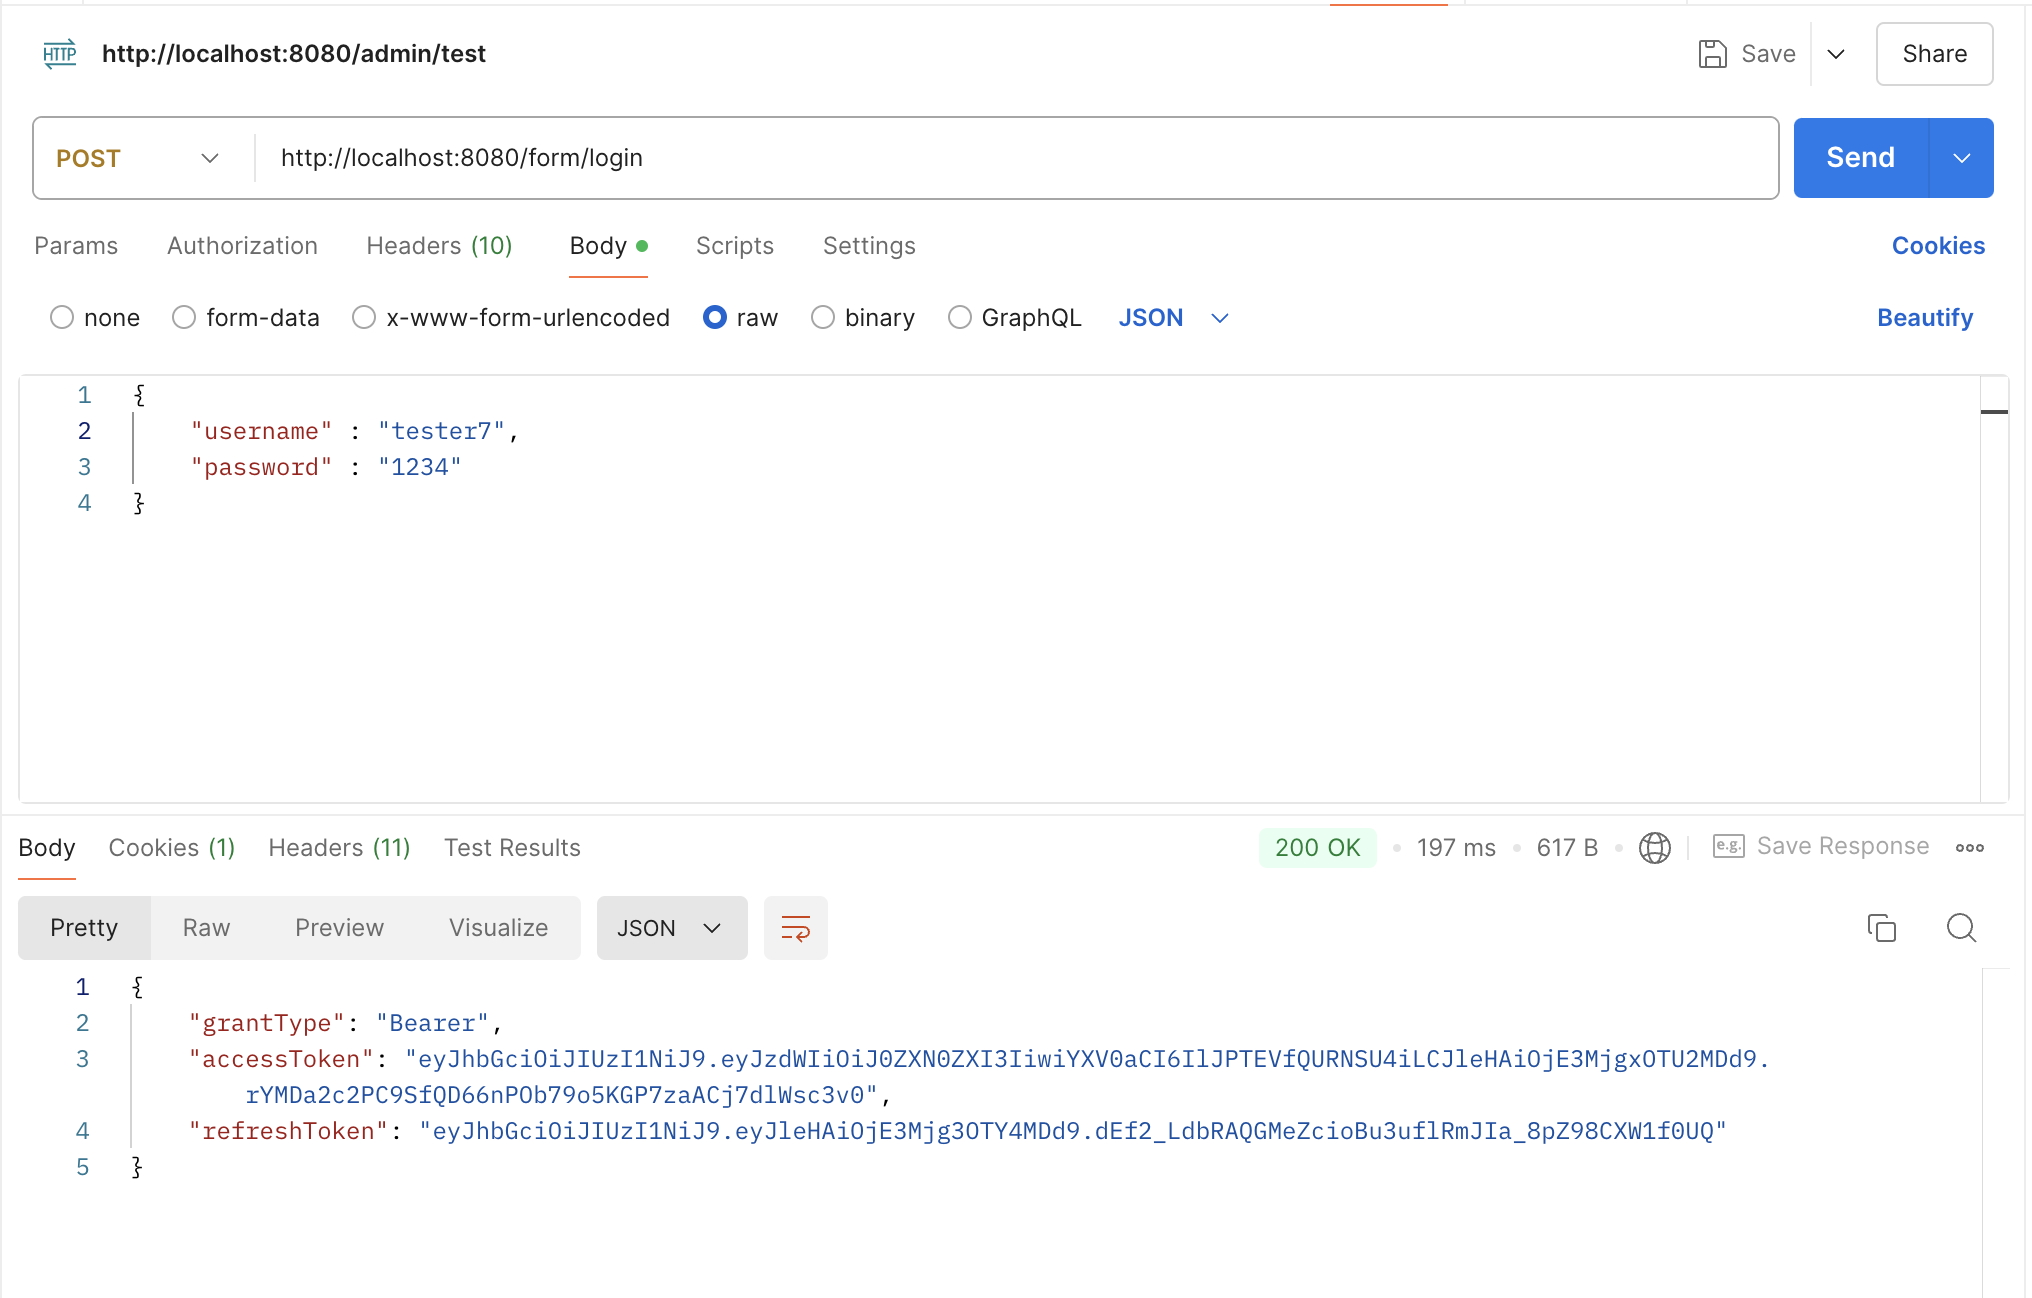 HTTP http://localhost:8080/admin/test Save Share
POST http://localhost:8080/form/login Send
Params Authorization Headers (10) Body Scripts Settings Cookies
none form-data x-www-form-urlencoded raw binary GraphQL JSON Beautify
1 {
2 "username" : "tester7",
3 "password" : "1234"
4 }
Body Cookies (1) Headers (11) Test Results 200 OK 197 ms 617 B e.g. Save Response
Pretty Raw Preview Visualize JSON
1 {
2 "grantType": "Bearer",
3 "accessToken": "eyJhbGciOiJIUzI1NiJ9.eyJzdWIiOiJ0ZXN0ZXI3IiwiYXV0aCI6IlJPTEVfQURNSU4iLCJleHAiOjE3MjgxOTU2MDd9.
rYMDa2c2PC9SfQD66nPOb79o5KGP7zaACj7dlWsc3v0",
4 "refreshToken": "eyJhbGciOiJIUzI1NiJ9.eyJleHAiOjE3Mjg3OTY4MDd9.dEf2_LdbRAQGMeZcioBu3uflRmJIa_8pZ98CXW1f0UQ"
5 }